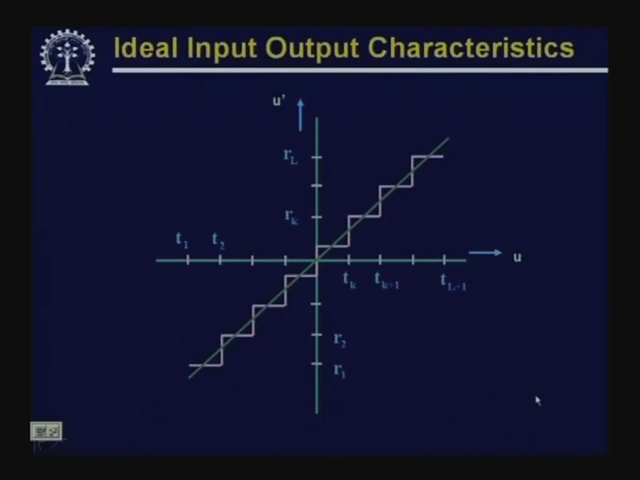 Ideal Input Output Characteristics
u'
r_L
r_k
t_1 t_2
u
t_k t_k+1 t_L+1
r_2
r_1